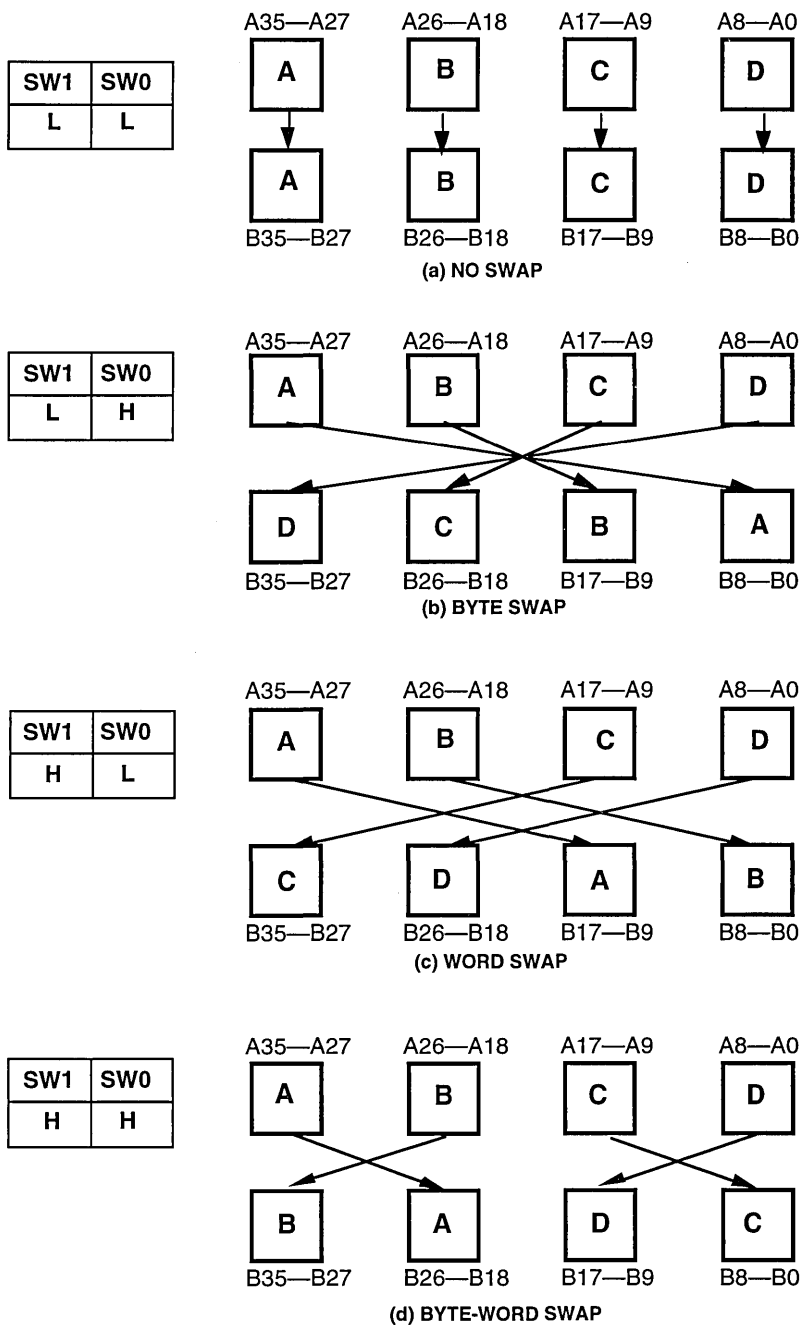 A35—A27 A26—A18 A17—A9 A8—A0
SW1 SW0
A B C D
L L
A B C D
B35—B27 B26—B18 B17—B9 B8—B0
(a) NO SWAP
A35—A27 A26—A18 A17—A9 A8—A0
SW1 SW0
A B C D
L H
D C B A
B35—B27 B26—B18 B17—B9 B8—B0
(b) BYTE SWAP
A35—A27 A26—A18 A17—A9 A8—A0
SW1 SW0
A B C D
H L
C D A B
B35—B27 B26—B18 B17—B9 B8—B0
(c) WORD SWAP
A35—A27 A26—A18 A17—A9 A8—A0
SW1 SW0
A B C D
H H
B A D C
B35—B27 B26—B18 B17—B9 B8—B0
(d) BYTE-WORD SWAP